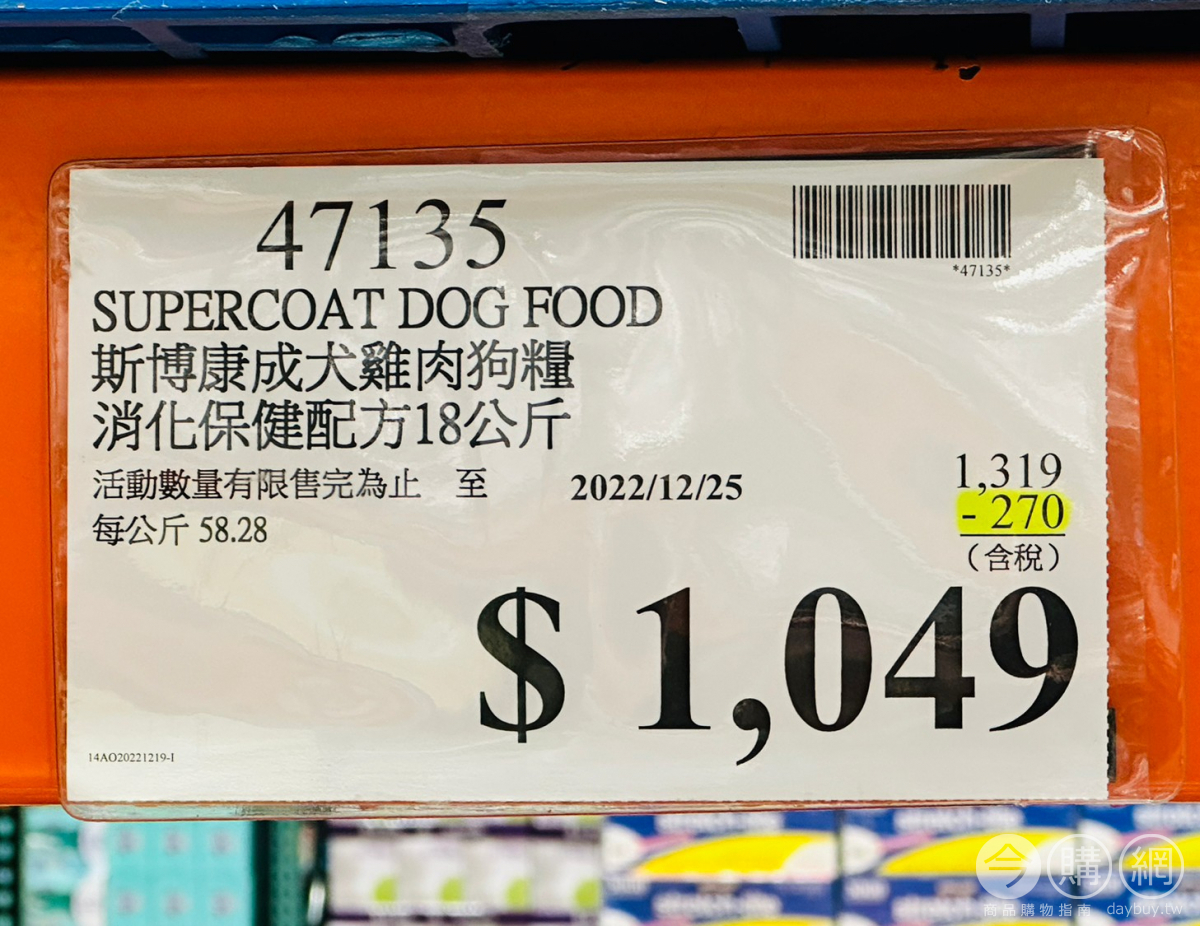 47135
*47135*
SUPERCOAT DOG FOOD
斯博康成犬雞肉狗糧
消化保健配方18公斤
活動數量有限售完為止 至 2022/12/25
每公斤 58.28
1,319
- 270
(含稅)
$ 1,049
14AO20221219-I
今購網
商品購物指南 daybuy.tw